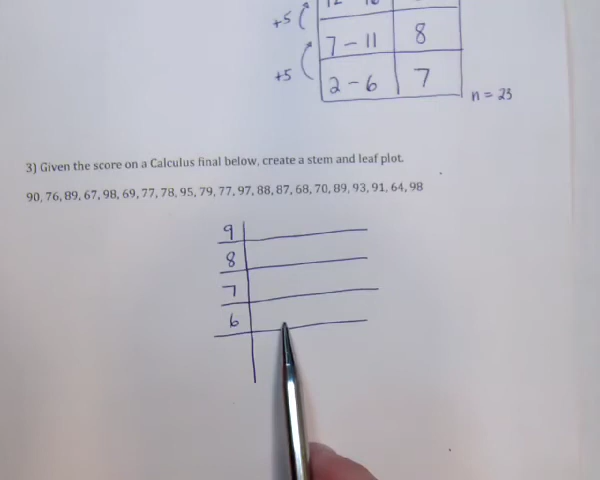 +5
7 - 11 8
+5
2 - 6 7
n = 23
3) Given the score on a Calculus final below, create a stem and leaf plot.
90, 76, 89, 67, 98, 69, 77, 78, 95, 79, 77, 97, 88, 87, 68, 70, 89, 93, 91, 64, 98
9
8
7
6